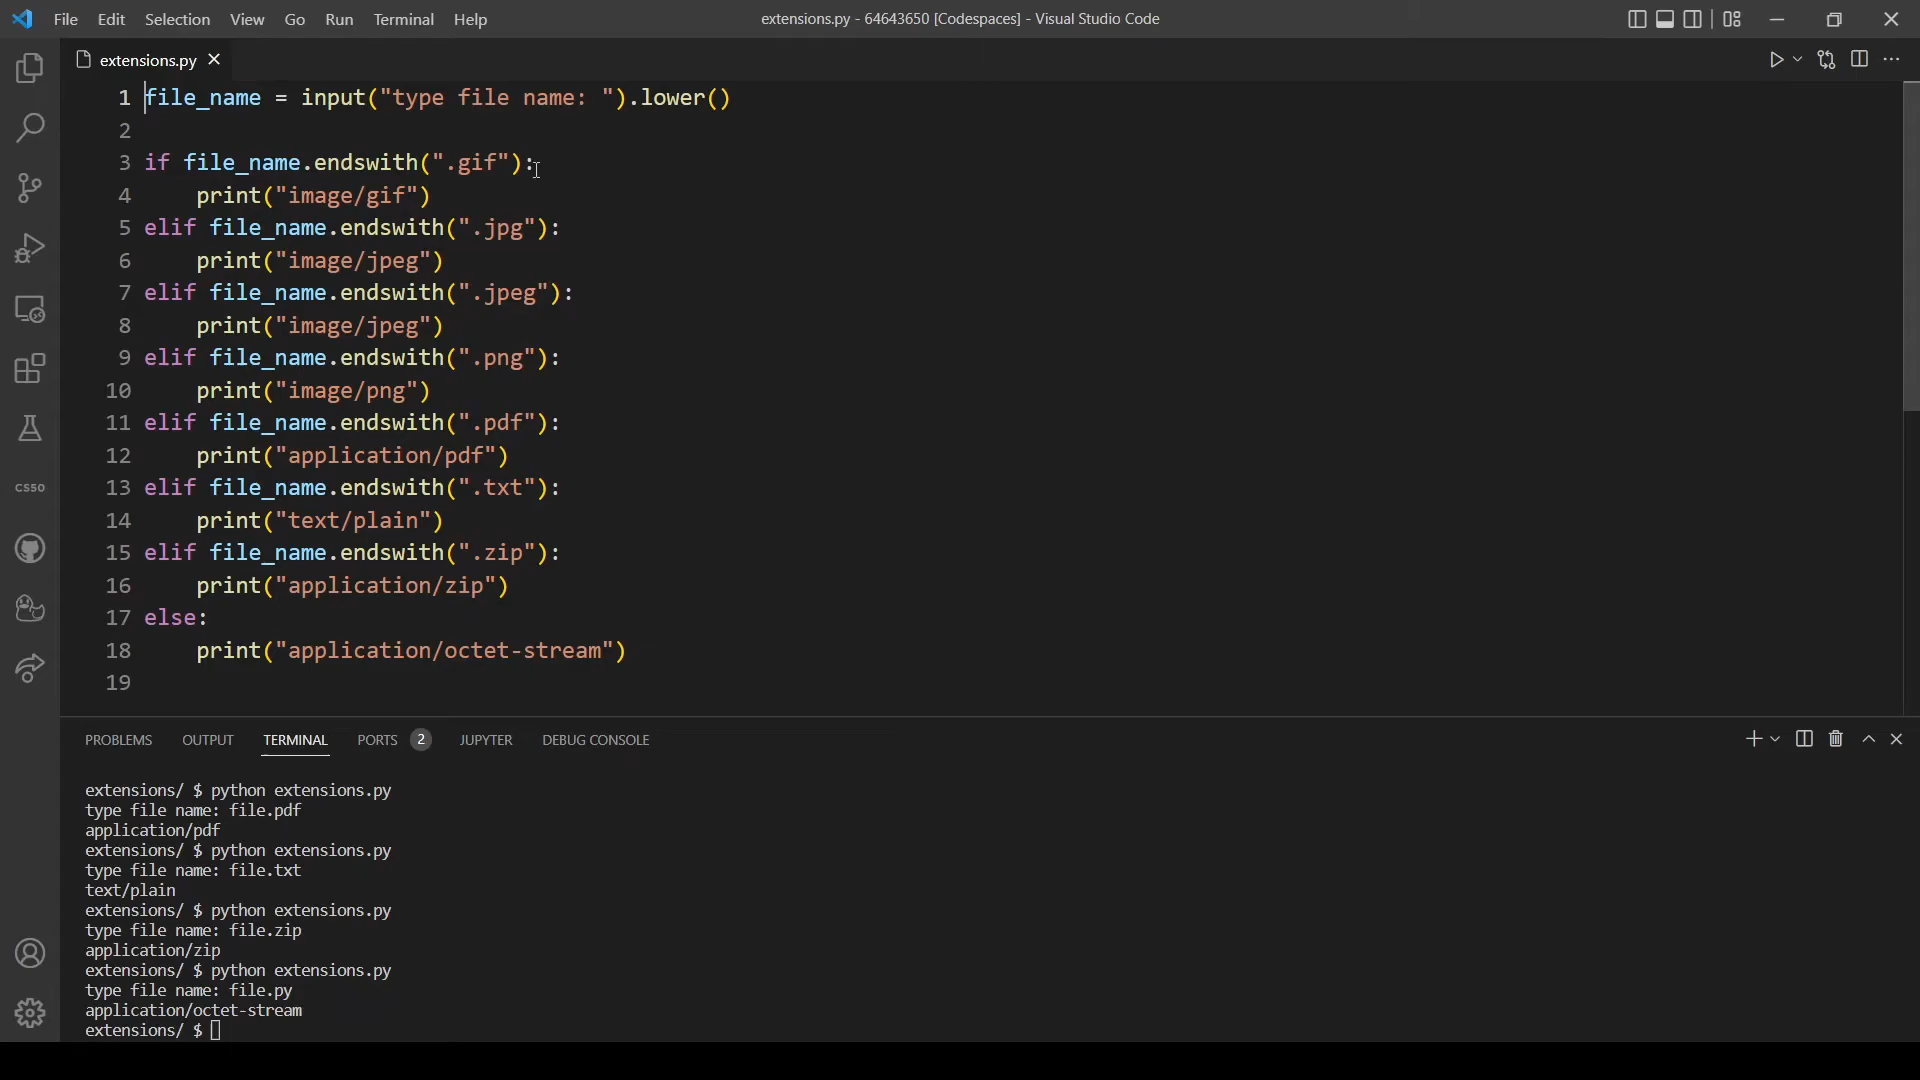 File Edit Selection View Go Run Terminal Help extensions.py - 64643650 [Codespaces] - Visual Studio Code
extensions.py
1 file_name = input("type file name: ").lower()
2
3 if file_name.endswith(".gif"):
4     print("image/gif")
5 elif file_name.endswith(".jpg"):
6     print("image/jpeg")
7 elif file_name.endswith(".jpeg"):
8     print("image/jpeg")
9 elif file_name.endswith(".png"):
10     print("image/png")
11 elif file_name.endswith(".pdf"):
12     print("application/pdf")
13 elif file_name.endswith(".txt"):
14     print("text/plain")
15 elif file_name.endswith(".zip"):
16     print("application/zip")
17 else:
18     print("application/octet-stream")
19
CS50
PROBLEMS OUTPUT TERMINAL PORTS 2 JUPYTER DEBUG CONSOLE
extensions/ $ python extensions.py
type file name: file.pdf
application/pdf
extensions/ $ python extensions.py
type file name: file.txt
text/plain
extensions/ $ python extensions.py
type file name: file.zip
application/zip
extensions/ $ python extensions.py
type file name: file.py
application/octet-stream
extensions/ $